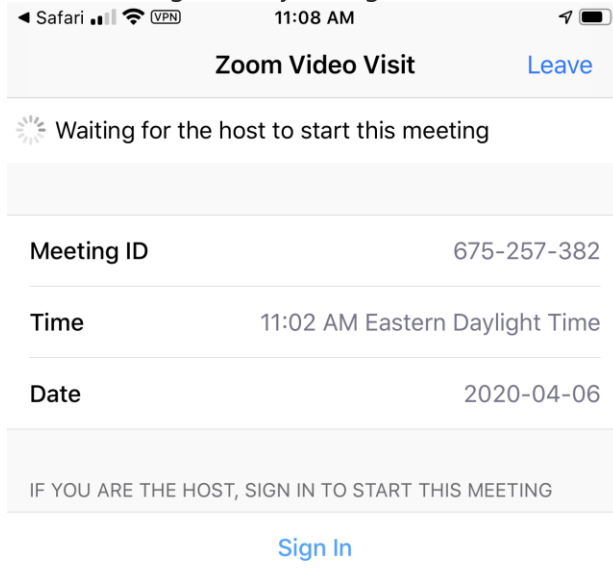 Safari VPN 11:08 AM
Zoom Video Visit Leave
Waiting for the host to start this meeting
Meeting ID 675-257-382
Time 11:02 AM Eastern Daylight Time
Date 2020-04-06
IF YOU ARE THE HOST, SIGN IN TO START THIS MEETING
Sign In